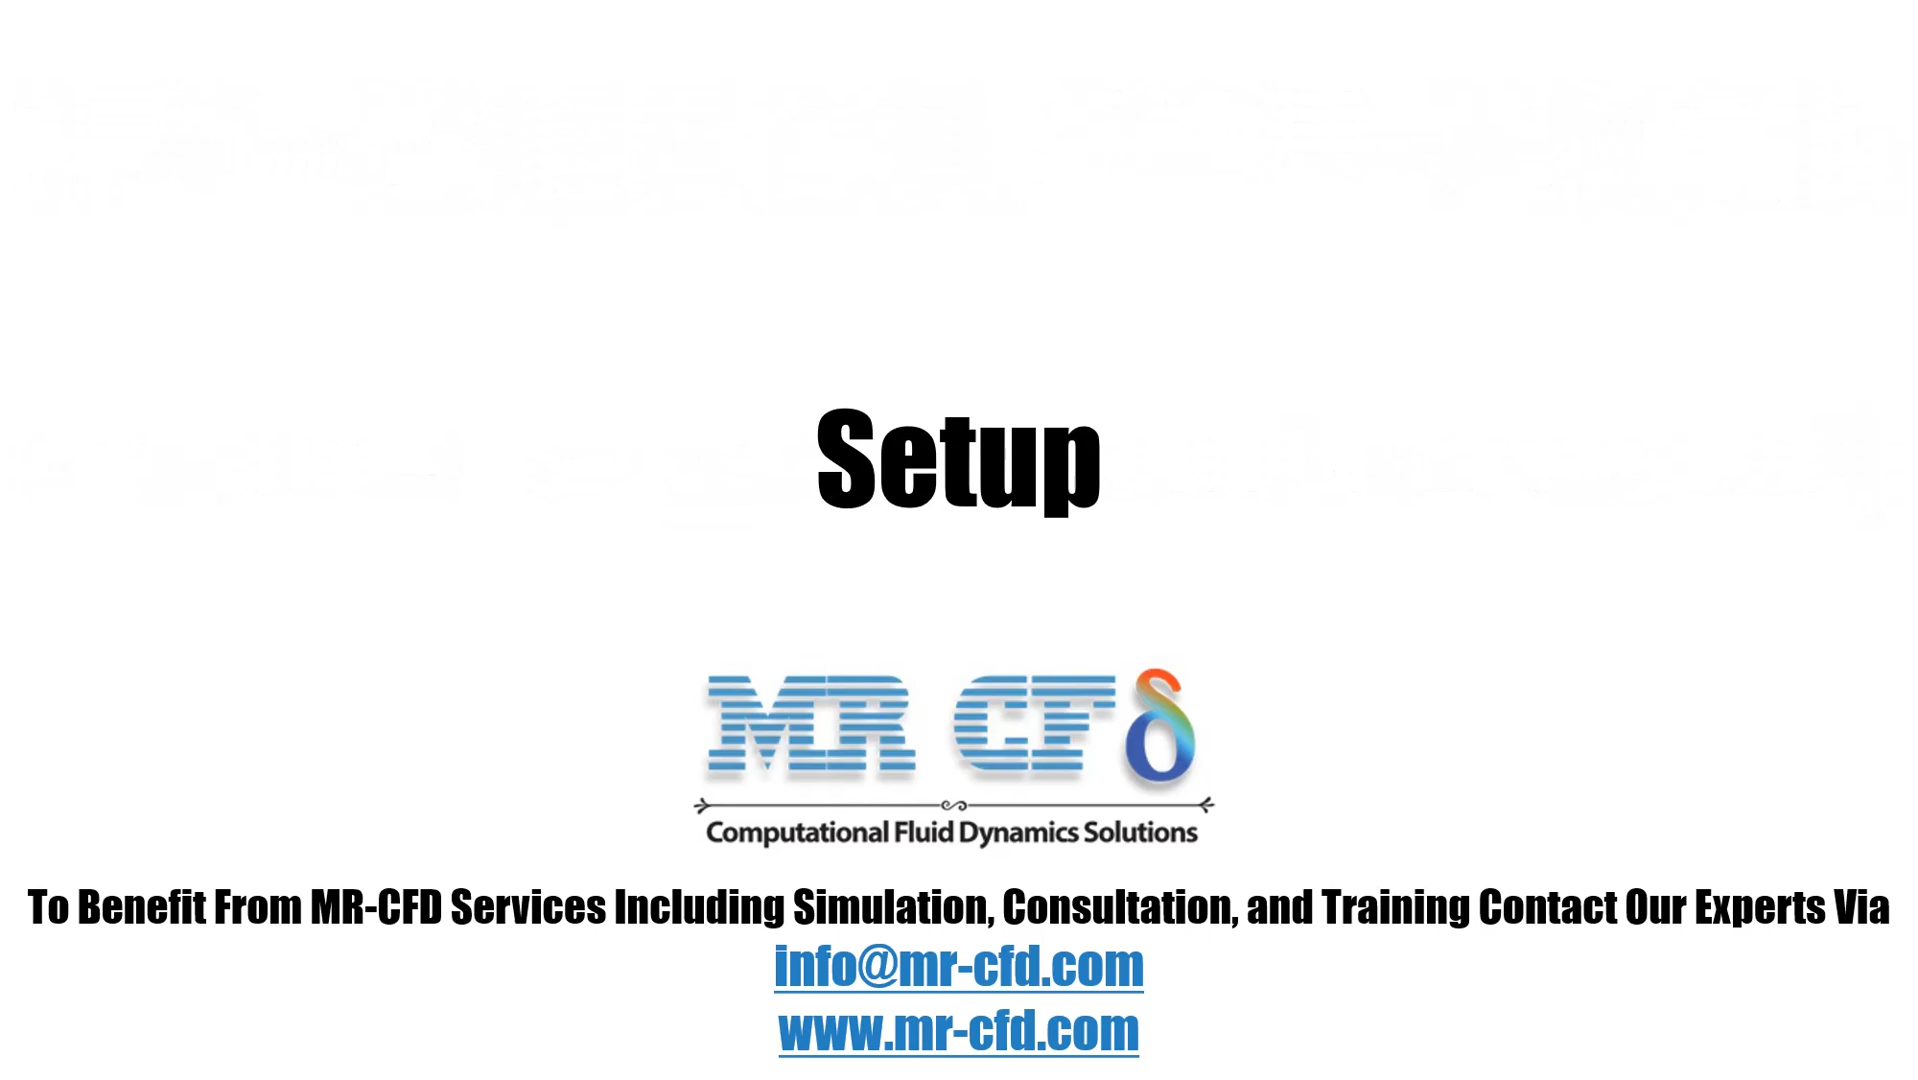 Setup
MR CFδ
Computational Fluid Dynamics Solutions
To Benefit From MR-CFD Services Including Simulation, Consultation, and Training Contact Our Experts Via
info@mr-cfd.com
www.mr-cfd.com